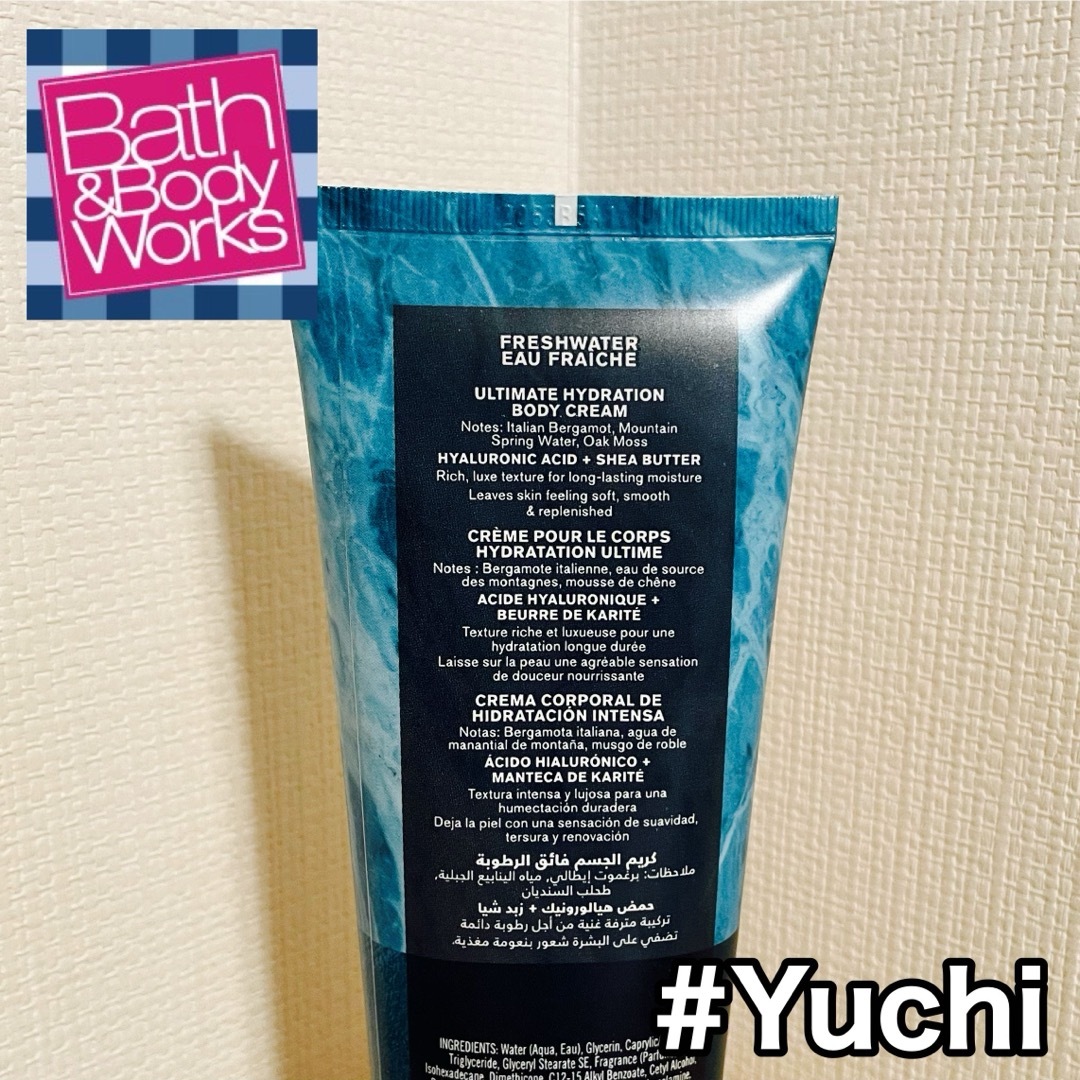 Bath
&Body
Works
FRESHWATER
EAU FRAÎCHE
ULTIMATE HYDRATION
BODY CREAM
Notes: Italian Bergamot, Mountain
Spring Water, Oak Moss
HYALURONIC ACID + SHEA BUTTER
Rich, luxe texture for long-lasting moisture
Leaves skin feeling soft, smooth
& replenished
CRÈME POUR LE CORPS
HYDRATATION ULTIME
Notes : Bergamote italienne, eau de source
des montagnes, mousse de chêne
ACIDE HYALURONIQUE +
BEURRE DE KARITÉ
Texture riche et luxueuse pour une
hydratation longue durée
Laisse sur la peau une agréable sensation
de douceur nourrissante
CREMA CORPORAL DE
HIDRATACIÓN INTENSA
Notas: Bergamota italiana, agua de
manantial de montaña, musgo de roble
ÁCIDO HIALURÓNICO +
MANTECA DE KARITÉ
Textura intensa y lujosa para una
humectación duradera
Deja la piel con una sensación de suavidad,
tersura y renovación
كريم الجسم فائق الرطوبة
ملاحظات: برغموت إيطالي، مياه الينابيع الجبلية،
طحلب السنديان
حمض هيالورونيك + زبد شيا
تركيبة مترفة غنية من أجل رطوبة دائمة
تضفي على البشرة شعور بنعومة مغذية.
INGREDIENTS: Water (Aqua, Eau), Glycerin,
Triglyceride, Glyceryl Stearate SE, Fragrance
Isohexadecane, Dimethicone, C12-15 Alkyl Benzoate, Cetyl Alcohol,
#Yuchi